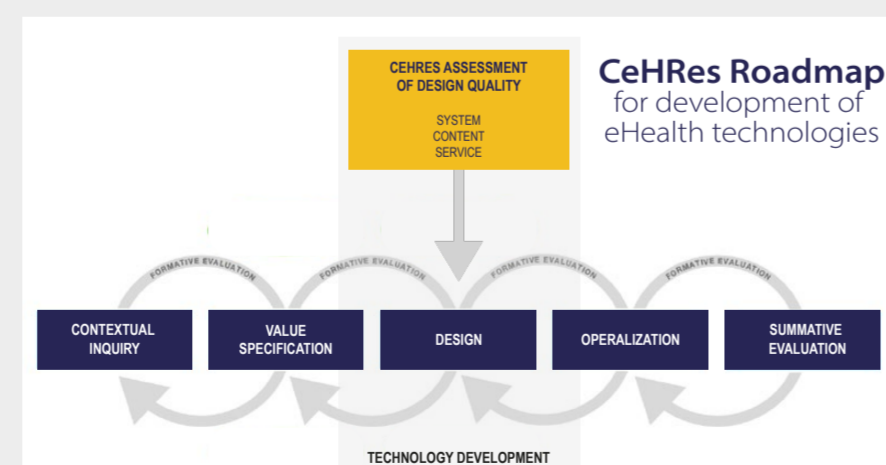 CEHRES ASSESSMENT
OF DESIGN QUALITY
SYSTEM
CONTENT
SERVICE
CeHRes Roadmap
for development of
eHealth technologies
FORMATIVE EVALUATION
FORMATIVE EVALUATION
FORMATIVE EVALUATION
FORMATIVE EVALUATION
CONTEXTUAL
INQUIRY
VALUE
SPECIFICATION
DESIGN
OPERALIZATION
SUMMATIVE
EVALUATION
TECHNOLOGY DEVELOPMENT